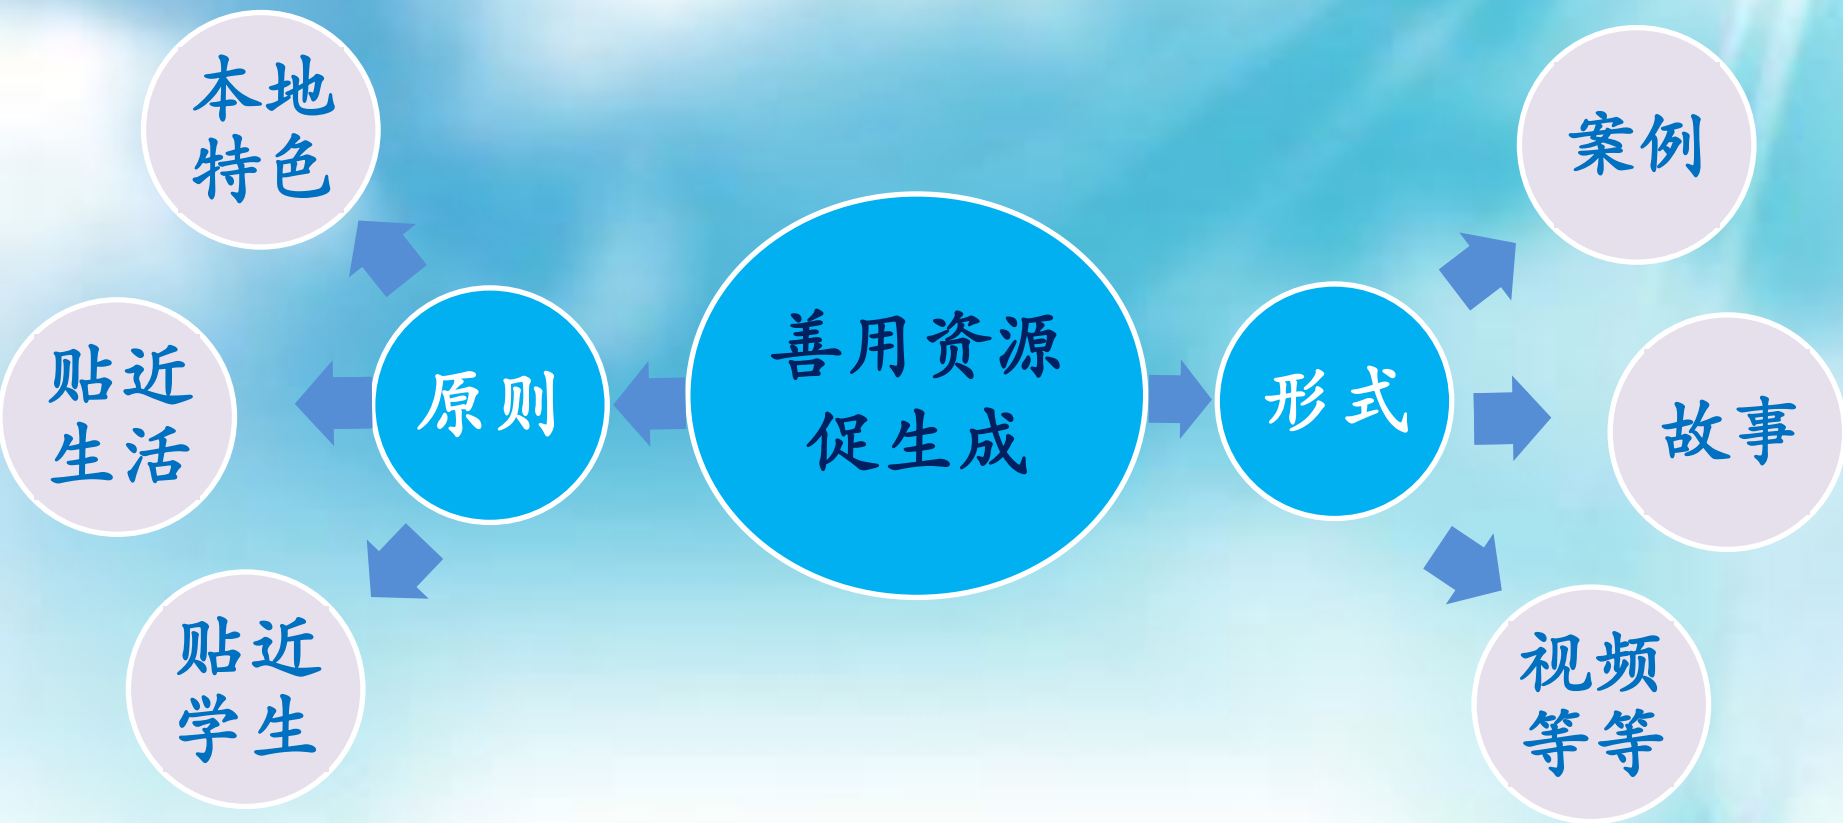 本地
特色
贴近
生活
贴近
学生
原则
善用资源
促生成
形式
案例
故事
视频
等等